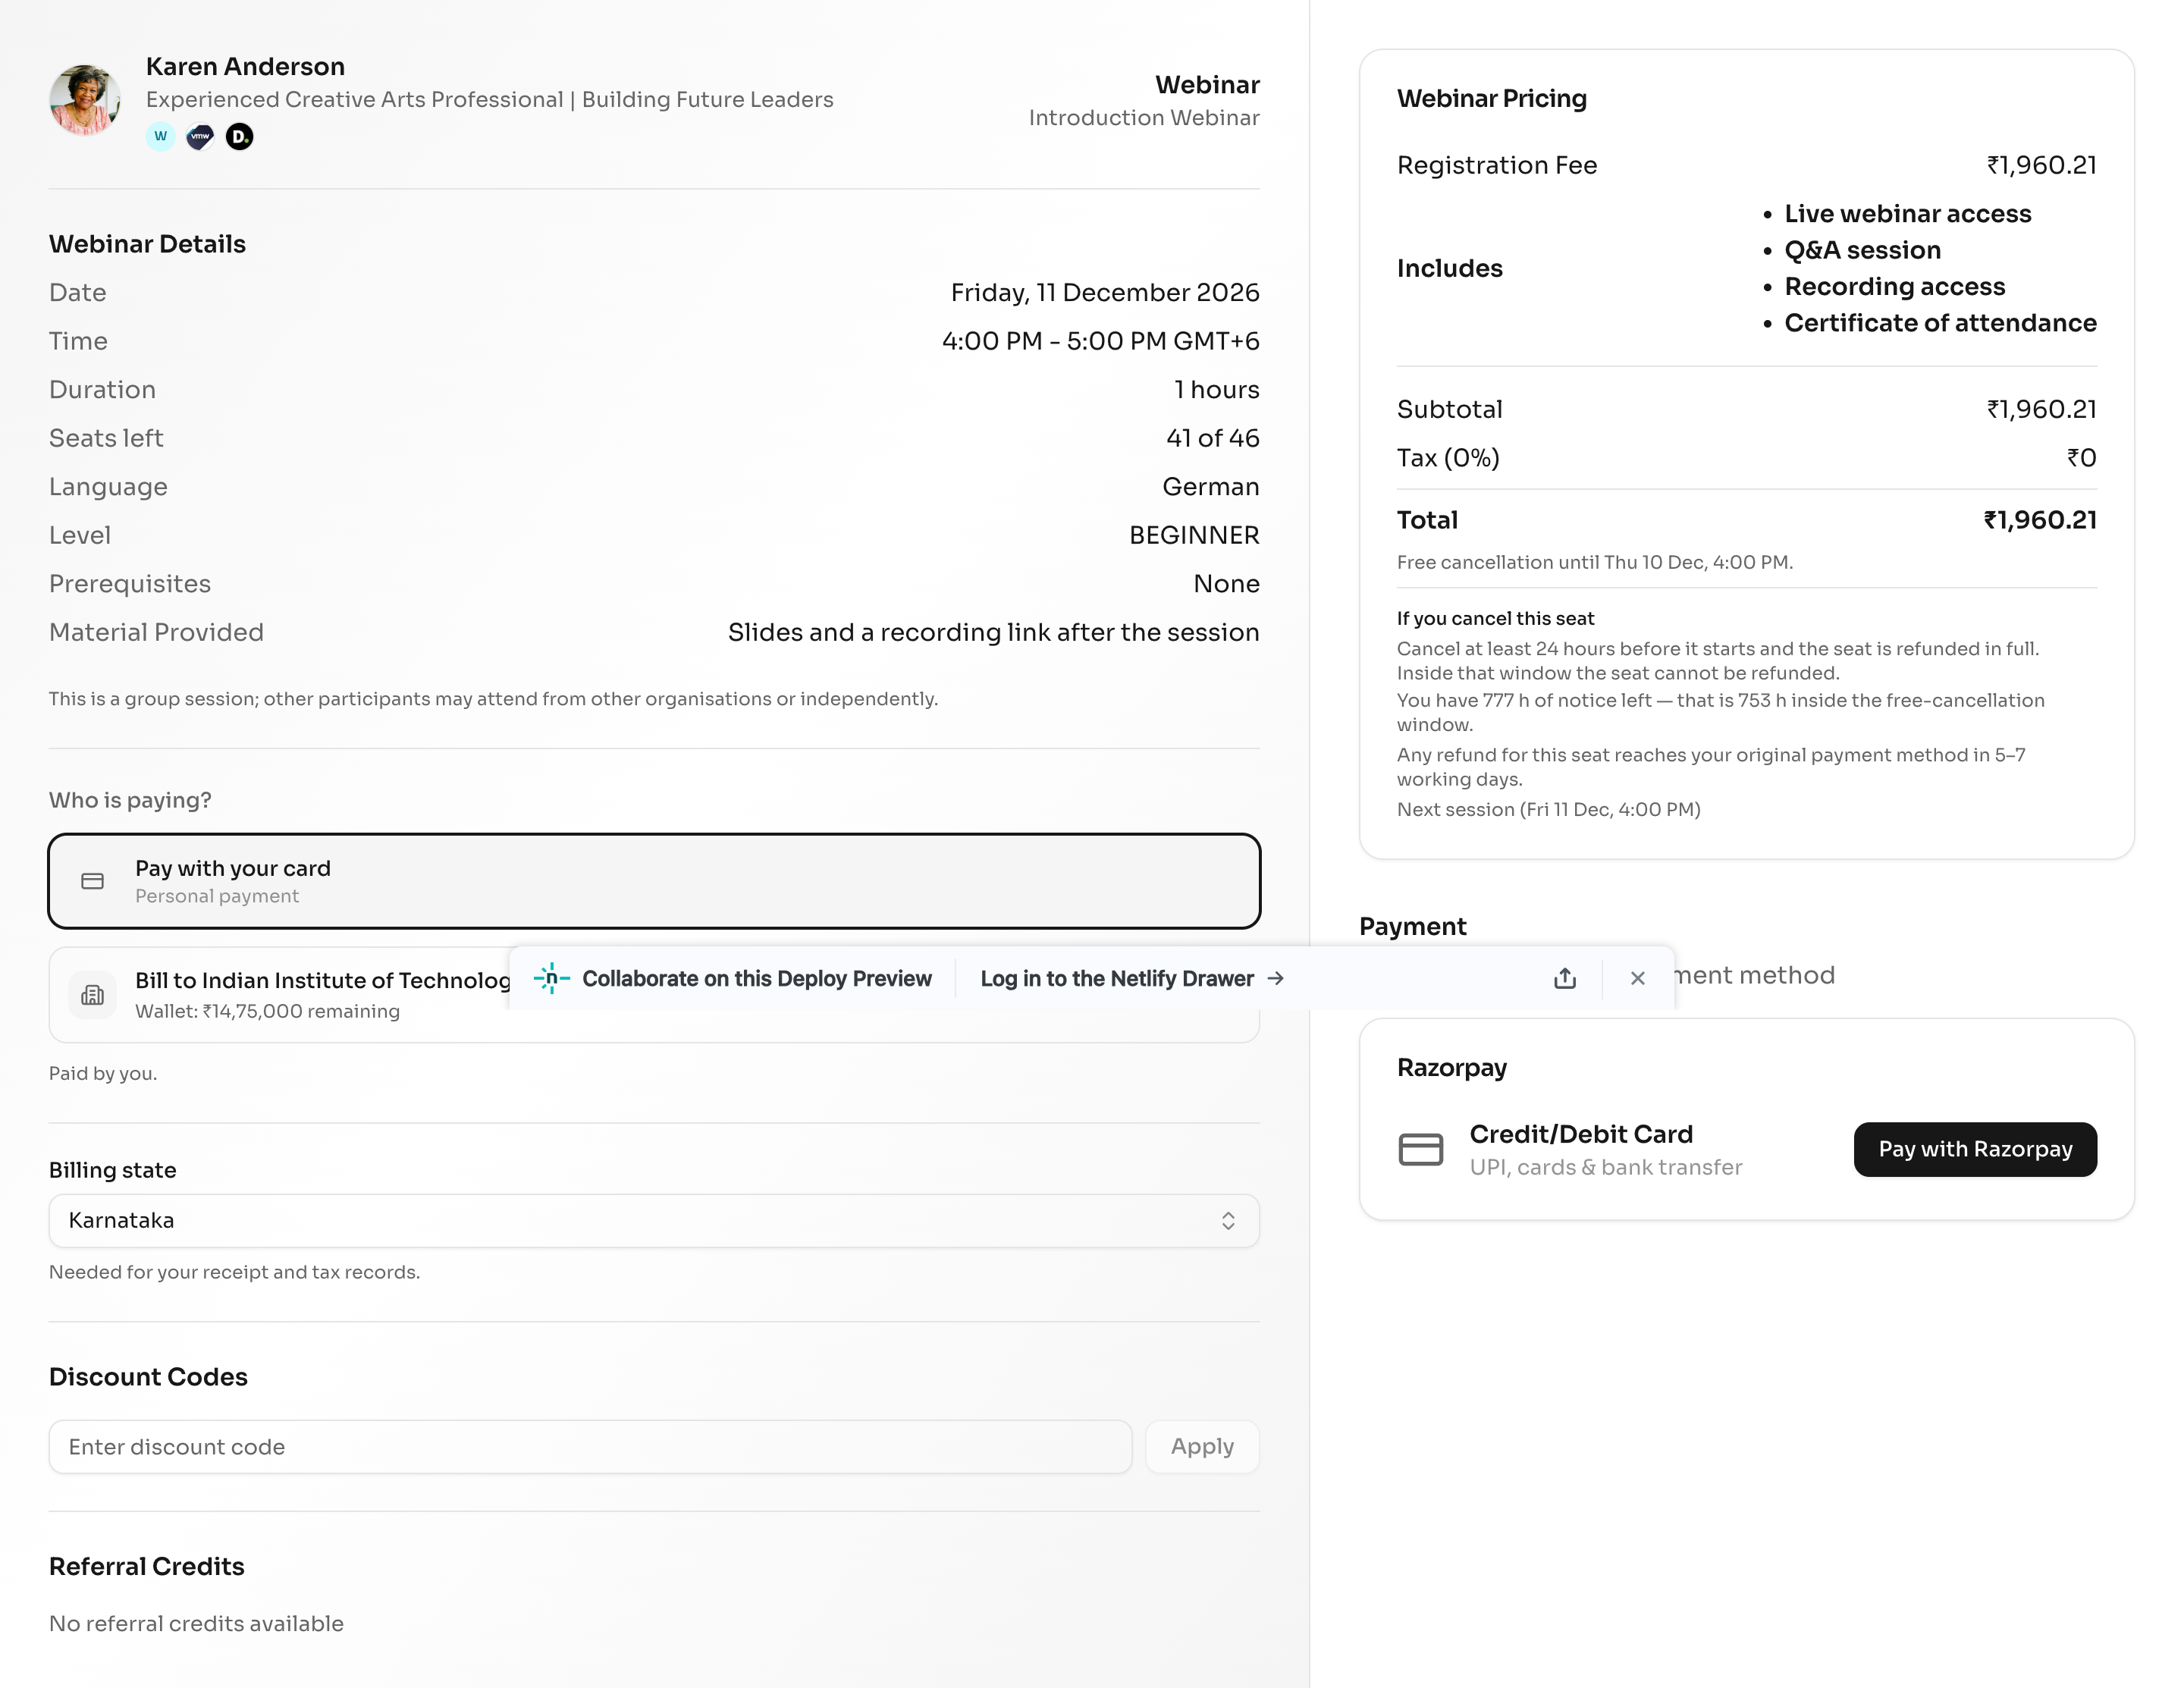 Karen Anderson
Experienced Creative Arts Professional | Building Future Leaders
W
vmw
D.
Webinar
Introduction Webinar
Webinar Details
Date
Friday, 11 December 2026
Time
4:00 PM - 5:00 PM GMT+6
Duration
1 hours
Seats left
41 of 46
Language
German
Level
BEGINNER
Prerequisites
None
Material Provided
Slides and a recording link after the session
This is a group session; other participants may attend from other organisations or independently.
Who is paying?
Pay with your card
Personal payment
Bill to Indian Institute of Technolog
Wallet: ₹14,75,000 remaining
Paid by you.
Billing state
Karnataka
Needed for your receipt and tax records.
Discount Codes
Enter discount code
Apply
Referral Credits
No referral credits available
n
Collaborate on this Deploy Preview
Log in to the Netlify Drawer →
Webinar Pricing
Registration Fee
₹1,960.21
Includes
• Live webinar access
• Q&A session
• Recording access
• Certificate of attendance
Subtotal
₹1,960.21
Tax (0%)
₹0
Total
₹1,960.21
Free cancellation until Thu 10 Dec, 4:00 PM.
If you cancel this seat
Cancel at least 24 hours before it starts and the seat is refunded in full.
Inside that window the seat cannot be refunded.
You have 777 h of notice left — that is 753 h inside the free-cancellation
window.
Any refund for this seat reaches your original payment method in 5–7
working days.
Next session (Fri 11 Dec, 4:00 PM)
Payment
method
Razorpay
Credit/Debit Card
UPI, cards & bank transfer
Pay with Razorpay